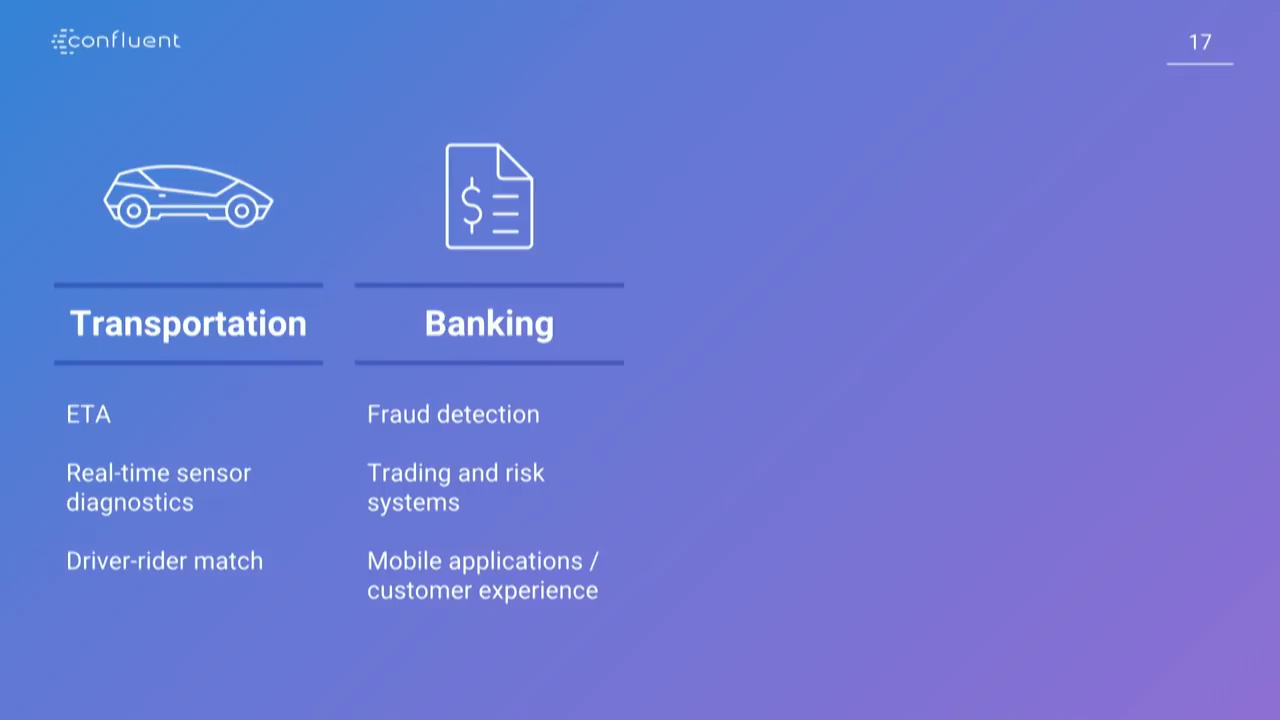 confluent
17
$
Transportation
Banking
ETA
Real-time sensor
diagnostics
Driver-rider match
Fraud detection
Trading and risk
systems
Mobile applications /
customer experience